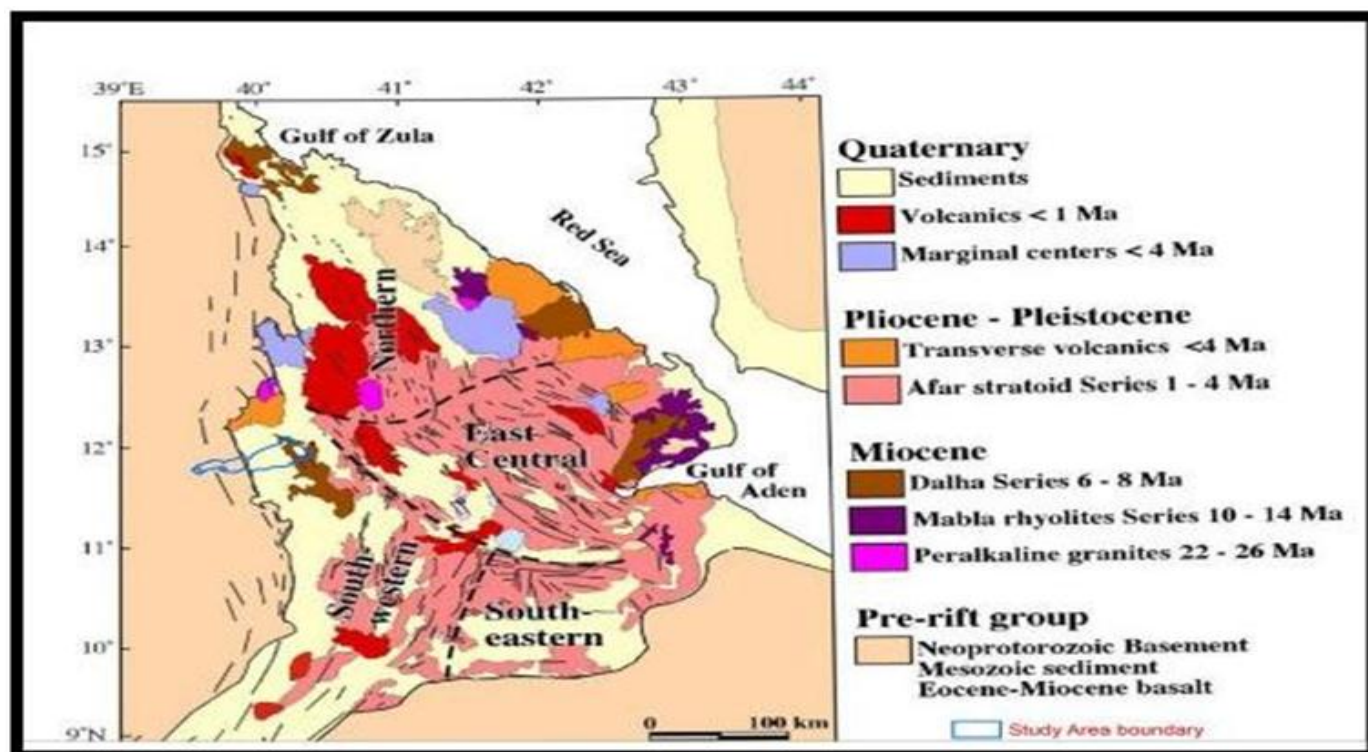 39°E
40°
41°
42°
43°
44°
15°
14°
13°
12°
11°
10°
9°N
Gulf of Zula
Red Sea
Northern
East-
Central
Gulf of
Aden
South-
western
South-
eastern
0 100 km
Quaternary
Sediments
Volcanics < 1 Ma
Marginal centers < 4 Ma
Pliocene - Pleistocene
Transverse volcanics <4 Ma
Afar stratoid Series 1 - 4 Ma
Miocene
Dalha Series 6 - 8 Ma
Mabla rhyolites Series 10 - 14 Ma
Peralkaline granites 22 - 26 Ma
Pre-rift group
Neoprotorozoic Basement
Mesozoic sediment
Eocene-Miocene basalt
Study Area boundary